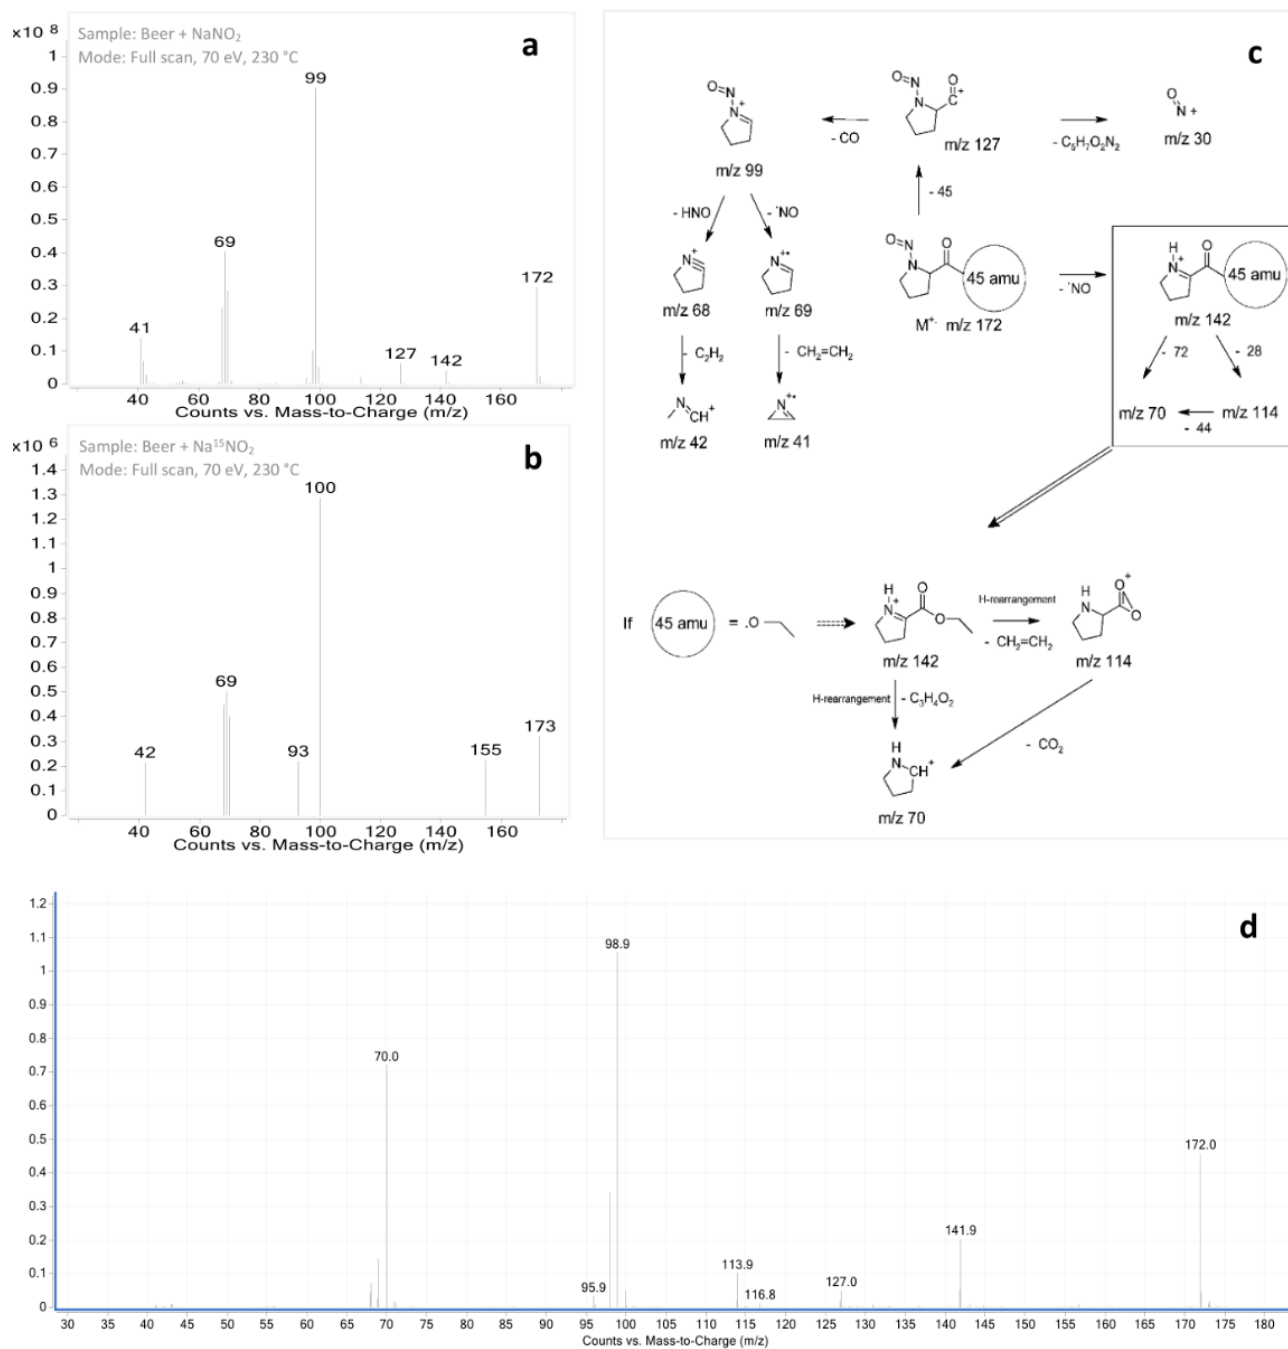 x10 8
Sample: Beer + NaNO2
Mode: Full scan, 70 eV, 230 °C
a
1
0.9
0.8
0.7
0.6
0.5
0.4
0.3
0.2
0.1
0
99
69
172
41
127
142
40 60 80 100 120 140 160
Counts vs. Mass-to-Charge (m/z)
x10 6
Sample: Beer + Na¹⁵NO2
Mode: Full scan, 70 eV, 230 °C
b
1.4
1.3
1.2
1.1
1
0.9
0.8
0.7
0.6
0.5
0.4
0.3
0.2
0.1
0
100
69
173
42
93
155
40 60 80 100 120 140 160
Counts vs. Mass-to-Charge (m/z)
c
O=N
N+
m/z 99
- CO
O=N
N
O
C+
m/z 127
- C5H7O2N2
O
N+
m/z 30
- 45
- HNO
- ˙NO
N+
m/z 68
N+•
m/z 69
O=N
N
O
45 amu
M+· m/z 172
- ˙NO
H
N+
O
45 amu
m/z 142
- 72
- 28
m/z 70
- 44
m/z 114
- C2H2
- CH2=CH2
N
CH+
m/z 42
N+•
m/z 41
If
45 amu
= .O
H
N+
O
O
m/z 142
H-rearrangement
- CH2=CH2
H
N
O+
O
m/z 114
H-rearrangement
- C3H4O2
- CO2
H
N
CH+
m/z 70
d
1.2
1.1
1
0.9
0.8
0.7
0.6
0.5
0.4
0.3
0.2
0.1
0
98.9
70.0
172.0
141.9
113.9
127.0
95.9
116.8
30 35 40 45 50 55 60 65 70 75 80 85 90 95 100 105 110 115 120 125 130 135 140 145 150 155 160 165 170 175 180
Counts vs. Mass-to-Charge (m/z)